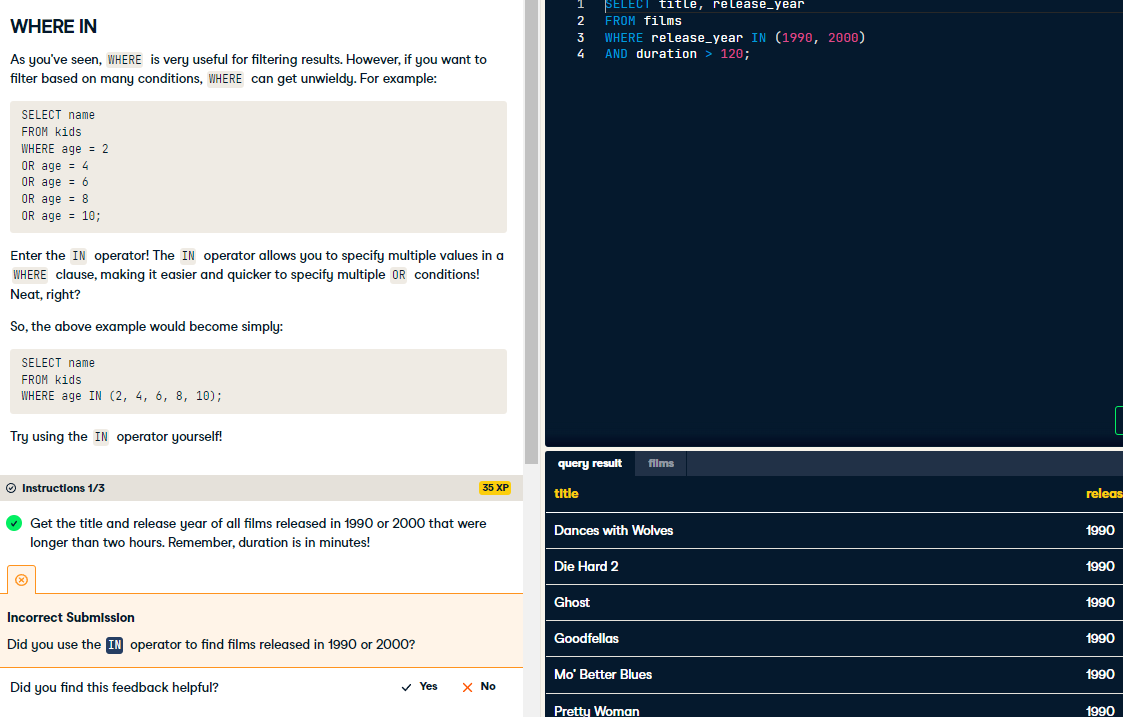 WHERE IN
As you've seen, WHERE is very useful for filtering results. However, if you want to
filter based on many conditions, WHERE can get unwieldy. For example:
SELECT name
FROM kids
WHERE age = 2
OR age = 4
OR age = 6
OR age = 8
OR age = 10;
Enter the IN operator! The IN operator allows you to specify multiple values in a
WHERE clause, making it easier and quicker to specify multiple OR conditions!
Neat, right?
So, the above example would become simply:
SELECT name
FROM kids
WHERE age IN (2, 4, 6, 8, 10);
Try using the IN operator yourself!
Instructions 1/3 35 XP
Get the title and release year of all films released in 1990 or 2000 that were
longer than two hours. Remember, duration is in minutes!
Incorrect Submission
Did you use the IN operator to find films released in 1990 or 2000?
Did you find this feedback helpful? Yes No
1 SELECT title, release_year
2 FROM films
3 WHERE release_year IN (1990, 2000)
4 AND duration > 120;
query result films
title releas
Dances with Wolves 1990
Die Hard 2 1990
Ghost 1990
Goodfellas 1990
Mo' Better Blues 1990
Pretty Woman 1990